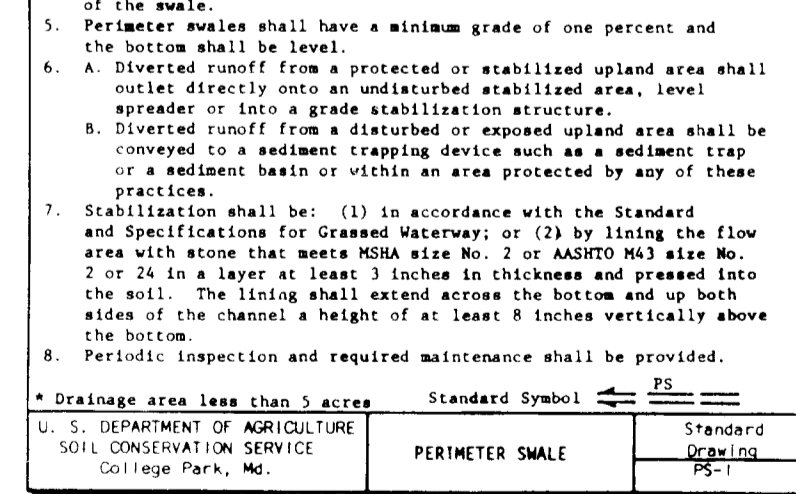 of the swale.
5. Perimeter swales shall have a minimum grade of one percent and
the bottom shall be level.
6. A. Diverted runoff from a protected or stabilized upland area shall
outlet directly onto an undisturbed stabilized area, level
spreader or into a grade stabilization structure.
B. Diverted runoff from a disturbed or exposed upland area shall be
conveyed to a sediment trapping device such as a sediment trap
or a sediment basin or within an area protected by any of these
practices.
7. Stabilization shall be: (1) in accordance with the Standard
and Specifications for Grassed Waterway; or (2) by lining the flow
area with stone that meets MSHA size No. 2 or AASHTO M43 size No.
2 or 24 in a layer at least 3 inches in thickness and pressed into
the soil. The lining shall extend across the bottom and up both
sides of the channel a height of at least 8 inches vertically above
the bottom.
8. Periodic inspection and required maintenance shall be provided.
* Drainage area less than 5 acres Standard Symbol PS
U. S. DEPARTMENT OF AGRICULTURE
SOIL CONSERVATION SERVICE
College Park, Md.
PERIMETER SWALE
Standard
Drawing
PS-1